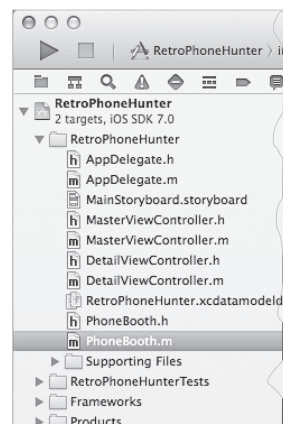 RetroPhoneHunter
RetroPhoneHunter
2 targets, iOS SDK 7.0
RetroPhoneHunter
h AppDelegate.h
m AppDelegate.m
MainStoryboard.storyboard
h MasterViewController.h
m MasterViewController.m
h DetailViewController.h
m DetailViewController.m
RetroPhoneHunter.xcdatamodeld
h PhoneBooth.h
m PhoneBooth.m
Supporting Files
RetroPhoneHunterTests
Frameworks
Products